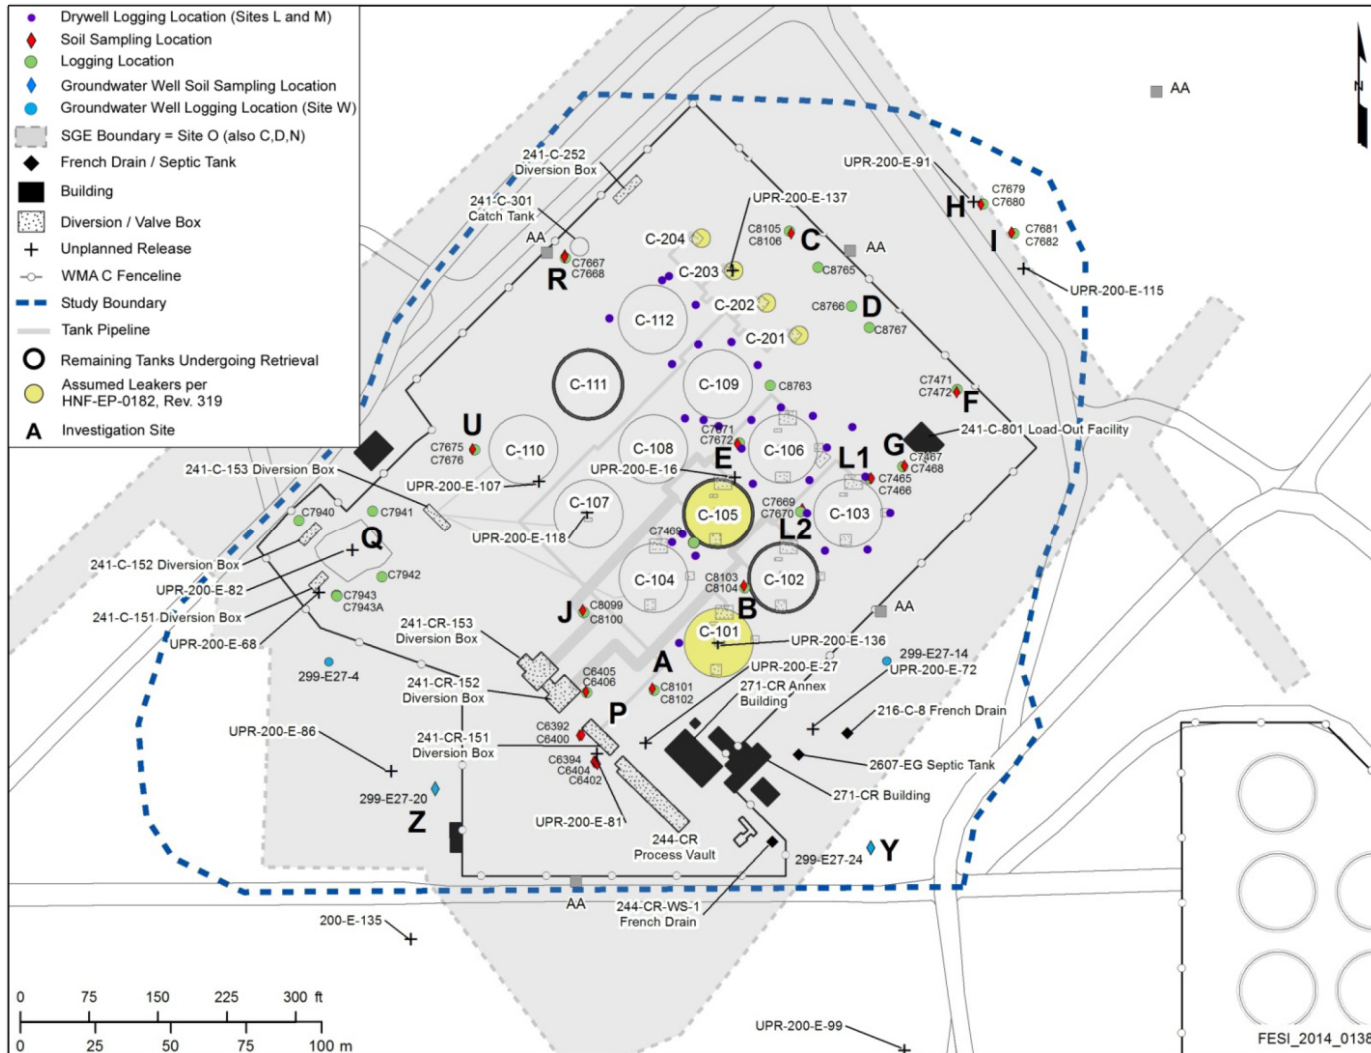 Drywell Logging Location (Sites L and M)
Soil Sampling Location
Logging Location
Groundwater Well Soil Sampling Location
Groundwater Well Logging Location (Site W)
SGE Boundary = Site O (also C,D,N)
French Drain / Septic Tank
Building
Diversion / Valve Box
Unplanned Release
WMA C Fenceline
Study Boundary
Tank Pipeline
Remaining Tanks Undergoing Retrieval
Assumed Leakers per
HNF-EP-0182, Rev. 319
A Investigation Site
N
AA
241-C-252
Diversion Box
241-C-301
Catch Tank
AA
R
C7667
C7668
UPR-200-E-137
C-204
C-203
C-202
C-201
C8105
C8106
C
AA
C8765
C8766
D
C8767
UPR-200-E-91
H
C7679
C7680
I
C7681
C7682
UPR-200-E-115
C-112
C-111
C-109
C8763
C7471
C7472
F
241-C-801 Load-Out Facility
U
C7675
C7676
C-110
C-108
C7671
C7672
E
C-106
L1
G
C7467
C7468
C7465
C7466
UPR-200-E-16
UPR-200-E-107
241-C-153 Diversion Box
C7940
C7941
Q
C-107
UPR-200-E-118
C-105
C7669
C7670
L2
C-103
C7469
241-C-152 Diversion Box
UPR-200-E-82
C7942
C7943
C7943A
241-C-151 Diversion Box
UPR-200-E-68
C-104
C8103
C8104
B
C-102
J
C8099
C8100
AA
241-CR-153
Diversion Box
C-101
UPR-200-E-136
299-E27-4
A
UPR-200-E-27
299-E27-14
UPR-200-E-72
241-CR-152
Diversion Box
C6405
C6406
C8101
C8102
271-CR Annex
Building
216-C-8 French Drain
P
UPR-200-E-86
241-CR-151
Diversion Box
C6392
C6400
C6394
C6404
C6402
2607-EG Septic Tank
271-CR Building
299-E27-20
Z
UPR-200-E-81
244-CR
Process Vault
299-E27-24
Y
AA
244-CR-WS-1
French Drain
200-E-135
UPR-200-E-99
0 75 150 225 300 ft
0 25 50 75 100 m
FESI_2014_0138